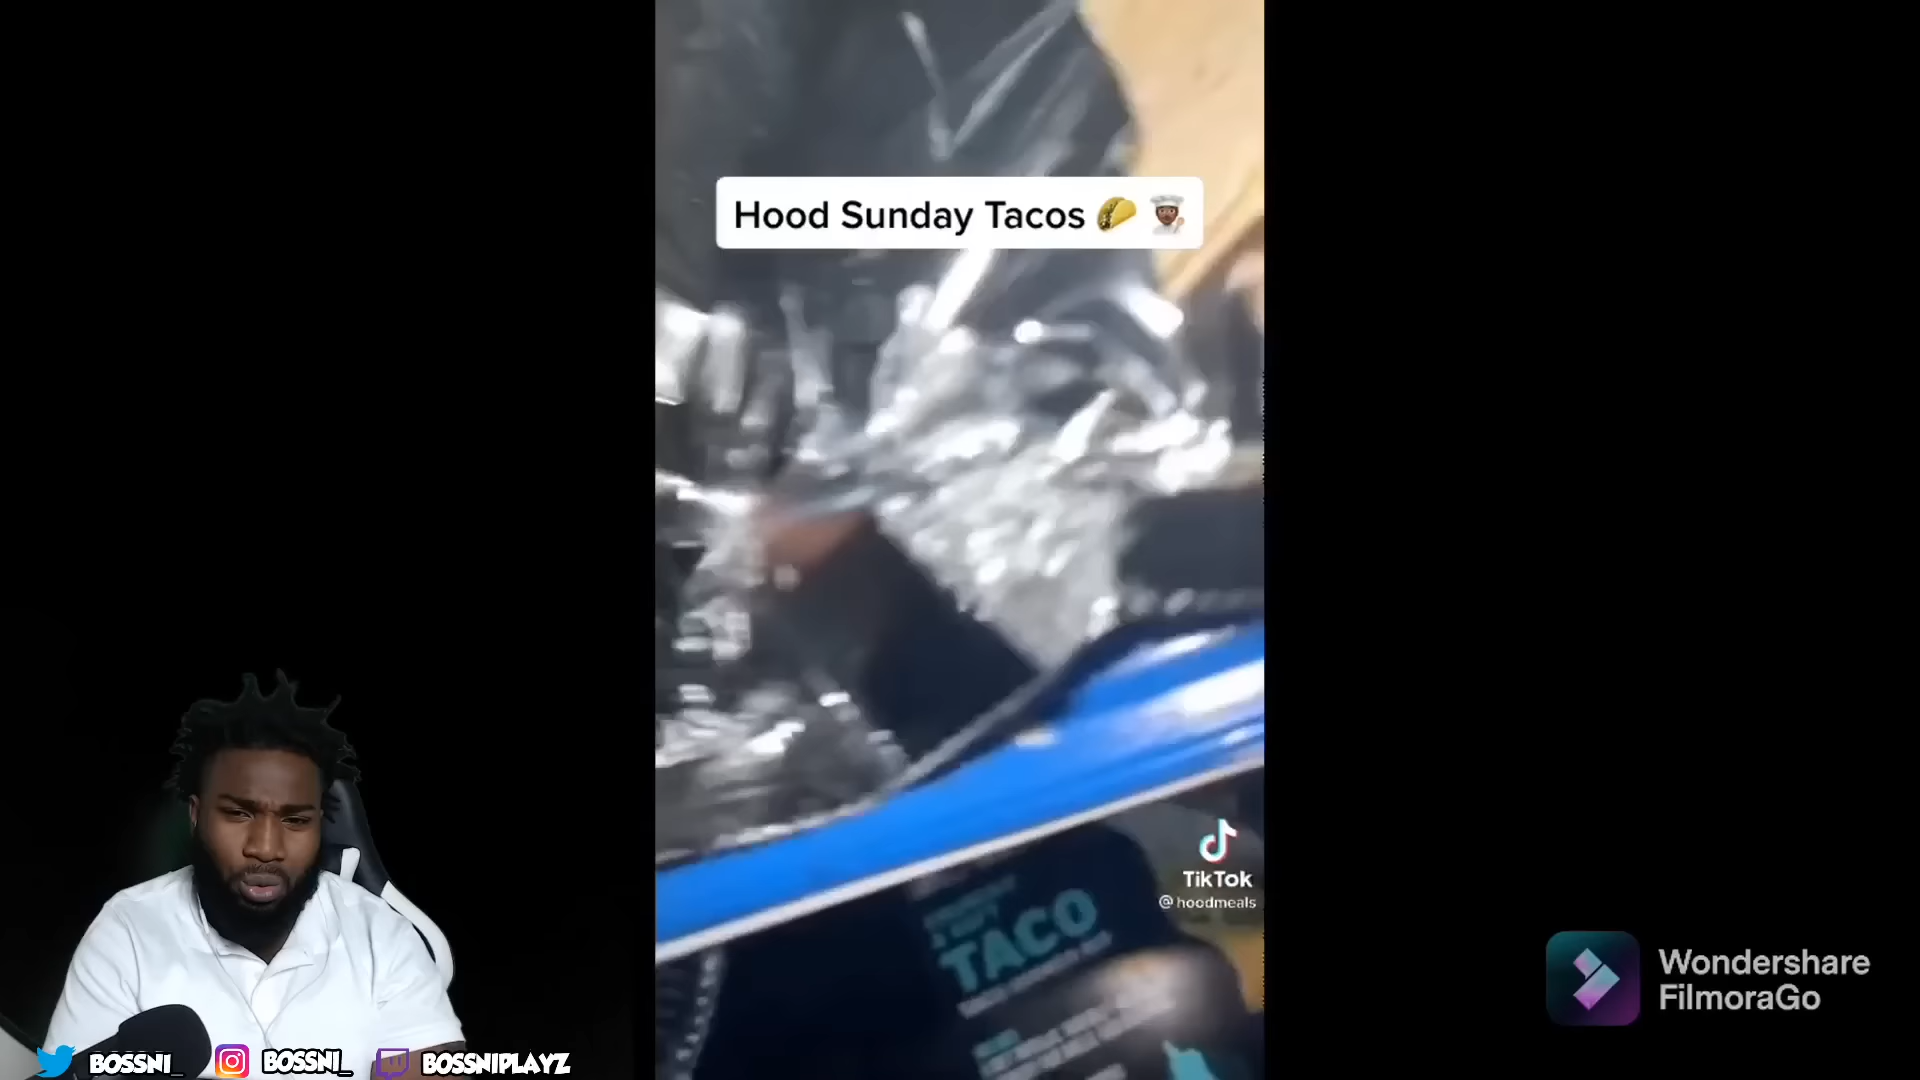 Hood Sunday Tacos 🌮 👨🏾‍🍳
TikTok
@hoodmeals
TACO
Wondershare
FilmoraGo
BOSSNI_
BOSSNI_
BOSSNIPLAYZ